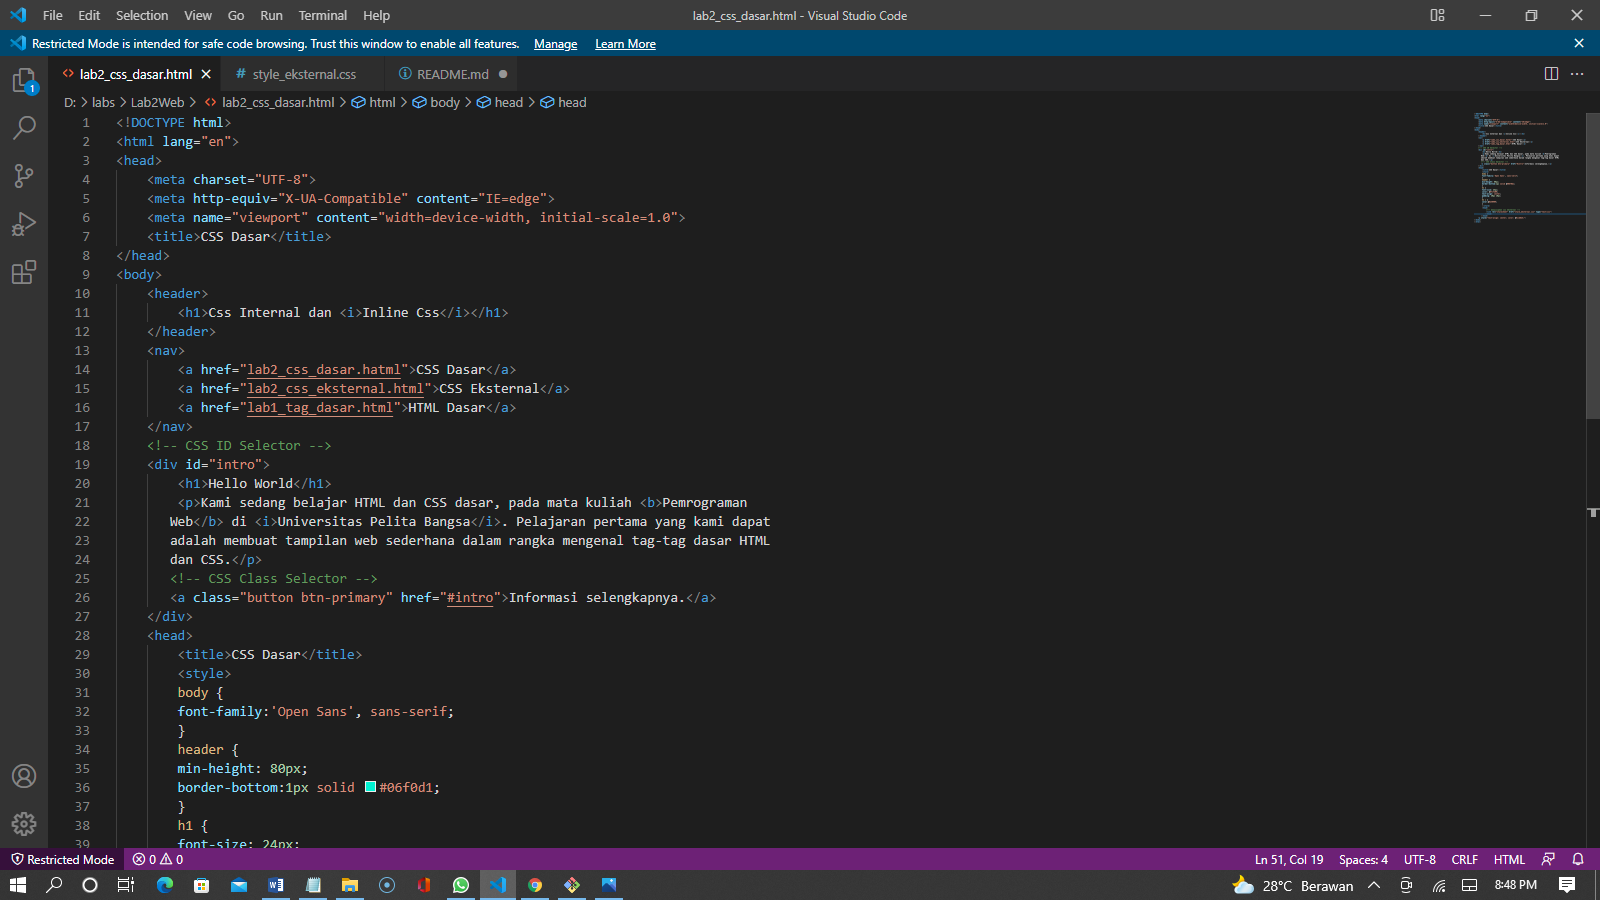 File Edit Selection View Go Run Terminal Help lab2_css_dasar.html - Visual Studio Code
Restricted Mode is intended for safe code browsing. Trust this window to enable all features. Manage Learn More
1 <> lab2_css_dasar.html # style_eksternal.css README.md
D: > labs > Lab2Web > <> lab2_css_dasar.html > html > body > head > head
1 <!DOCTYPE html>
2 <html lang="en">
3 <head>
4 <meta charset="UTF-8">
5 <meta http-equiv="X-UA-Compatible" content="IE=edge">
6 <meta name="viewport" content="width=device-width, initial-scale=1.0">
7 <title>CSS Dasar</title>
8 </head>
9 <body>
10 <header>
11 <h1>Css Internal dan <i>Inline Css</i></h1>
12 </header>
13 <nav>
14 <a href="lab2_css_dasar.hatml">CSS Dasar</a>
15 <a href="lab2_css_eksternal.html">CSS Eksternal</a>
16 <a href="lab1_tag_dasar.html">HTML Dasar</a>
17 </nav>
18 <!-- CSS ID Selector -->
19 <div id="intro">
20 <h1>Hello World</h1>
21 <p>Kami sedang belajar HTML dan CSS dasar, pada mata kuliah <b>Pemrograman
22 Web</b> di <i>Universitas Pelita Bangsa</i>. Pelajaran pertama yang kami dapat
23 adalah membuat tampilan web sederhana dalam rangka mengenal tag-tag dasar HTML
24 dan CSS.</p>
25 <!-- CSS Class Selector -->
26 <a class="button btn-primary" href="#intro">Informasi selengkapnya.</a>
27 </div>
28 <head>
29 <title>CSS Dasar</title>
30 <style>
31 body {
32 font-family:'Open Sans', sans-serif;
33 }
34 header {
35 min-height: 80px;
36 border-bottom:1px solid #06f0d1;
37 }
38 h1 {
39 font-size: 24px;
Restricted Mode 0 0 Ln 51, Col 19 Spaces: 4 UTF-8 CRLF HTML
28°C Berawan 8:48 PM